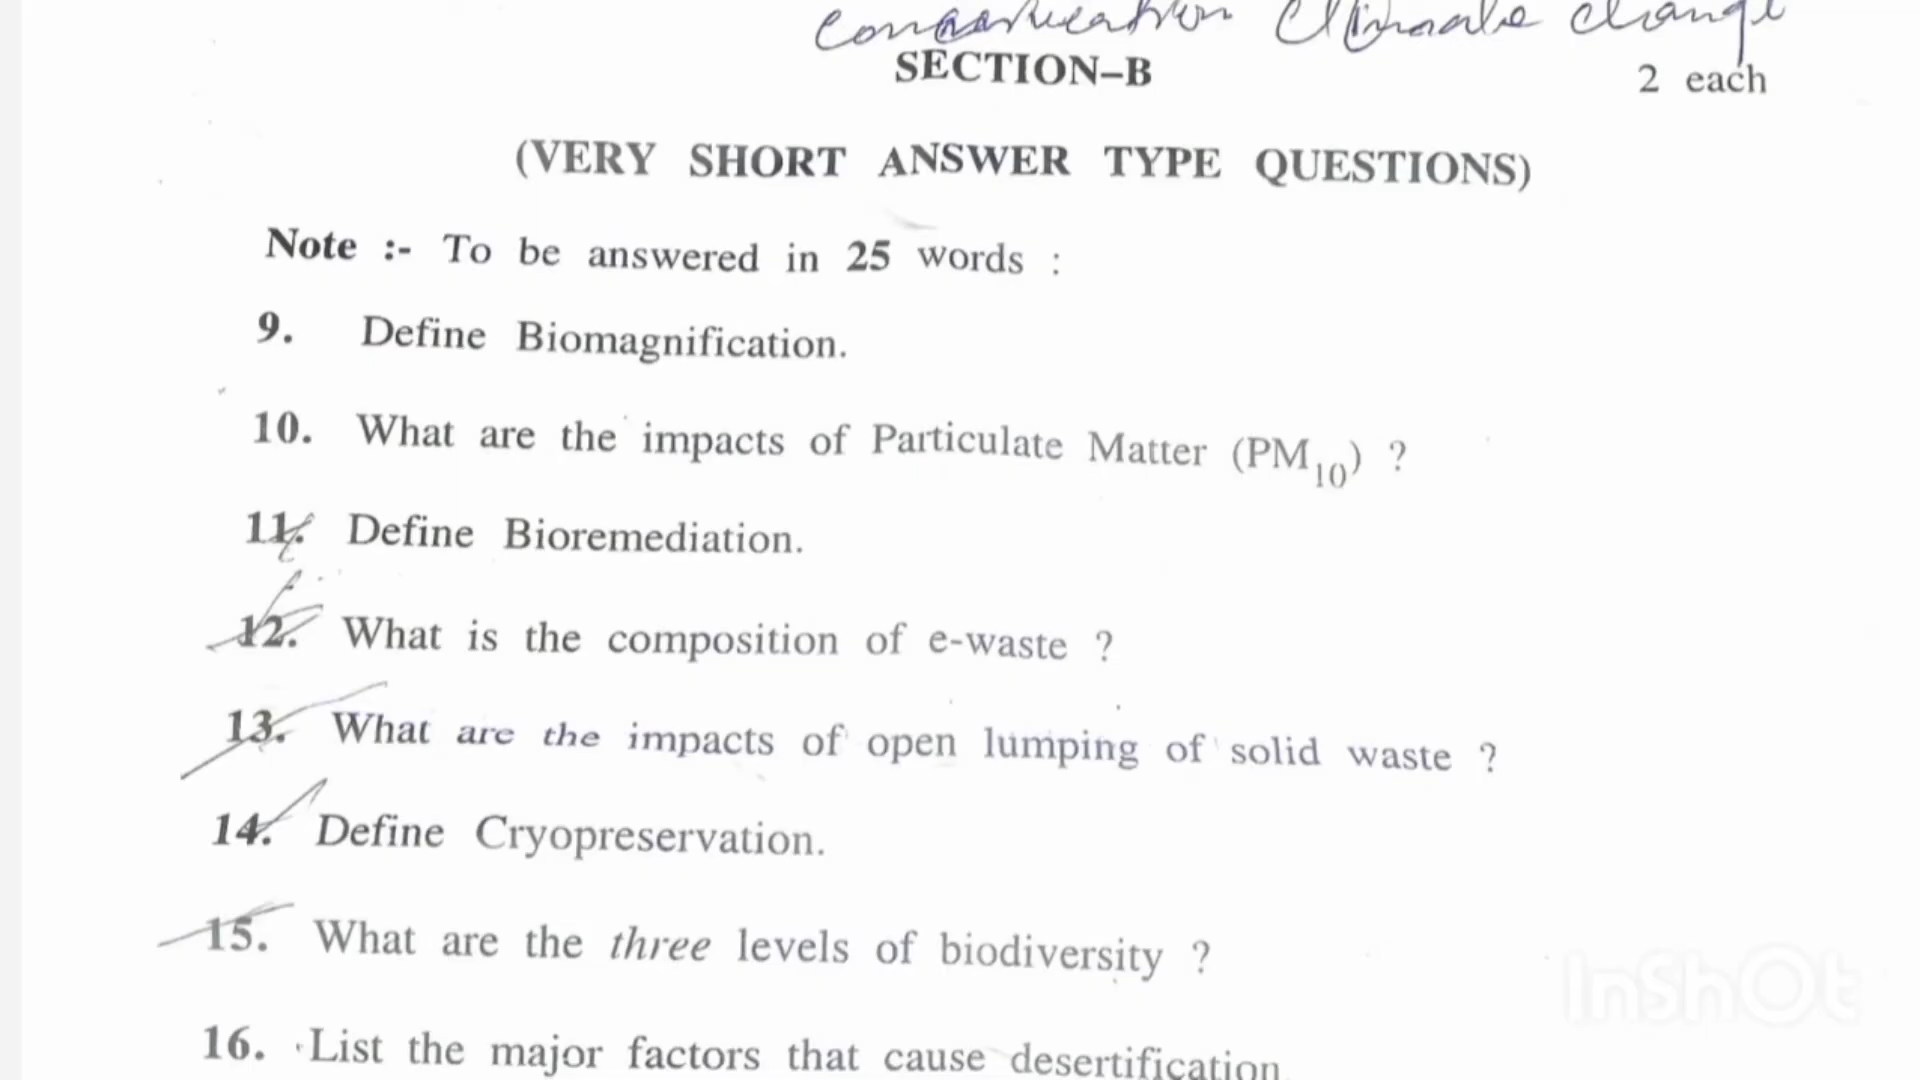 conservation Climate change
SECTION–B
2 each
(VERY SHORT ANSWER TYPE QUESTIONS)
Note :- To be answered in 25 words :
9. Define Biomagnification.
10. What are the impacts of Particulate Matter (PM10) ?
11. Define Bioremediation.
12. What is the composition of e-waste ?
13. What are the impacts of open lumping of solid waste ?
14. Define Cryopreservation.
15. What are the three levels of biodiversity ?
16. List the major factors that cause desertification.
InShOt